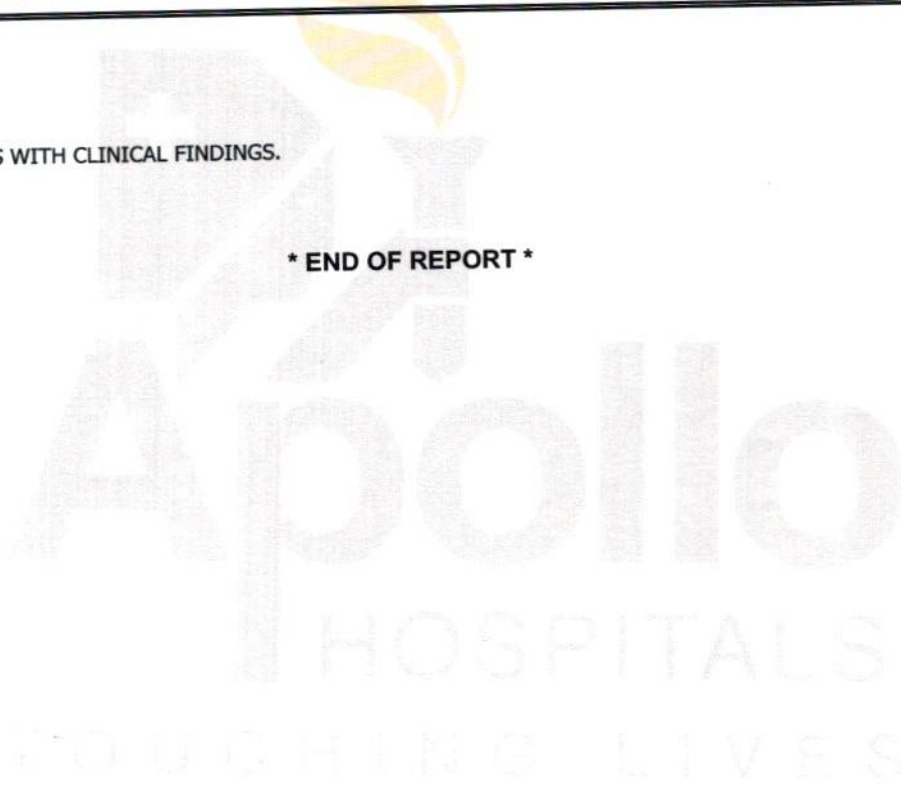 S WITH CLINICAL FINDINGS.
* END OF REPORT *
Apollo
HOSPITALS
TOUCHING LIVES